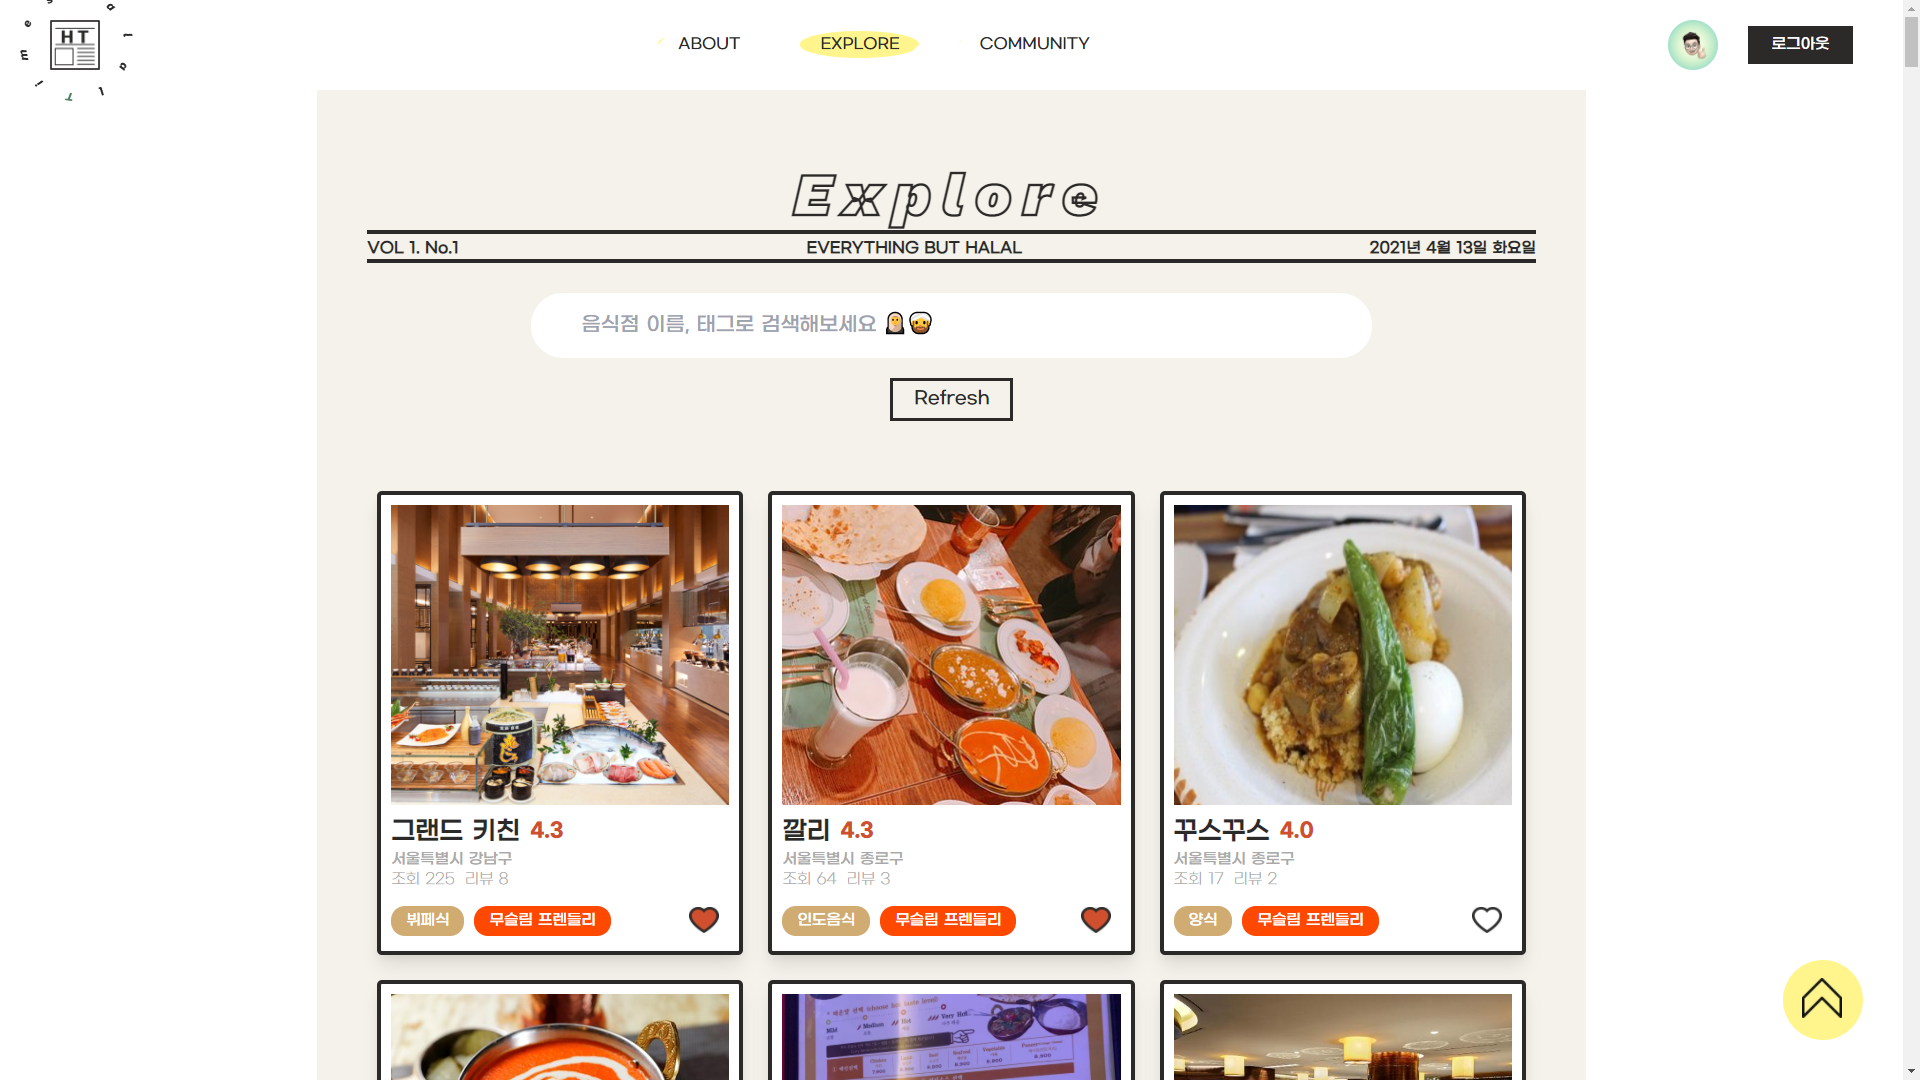 HT
ABOUT
EXPLORE
COMMUNITY
로그아웃
Explore
VOL 1. No.1
EVERYTHING BUT HALAL
2021년 4월 13일 화요일
음식점 이름, 태그로 검색해보세요
Refresh
그랜드 키친 4.3
서울특별시 강남구
조회 225 리뷰 8
뷔페식
무슬림 프렌들리
깔리 4.3
서울특별시 종로구
조회 64 리뷰 3
인도음식
무슬림 프렌들리
꾸스꾸스 4.0
서울특별시 종로구
조회 17 리뷰 2
양식
무슬림 프렌들리
Mild
Medium
Hot
Very Hot